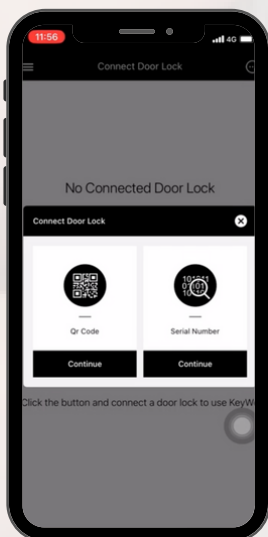 11:56
4G
Connect Door Lock
No Connected Door Lock
Connect Door Lock
Qr Code
Serial Number
Continue
Continue
Click the button and connect a door lock to use